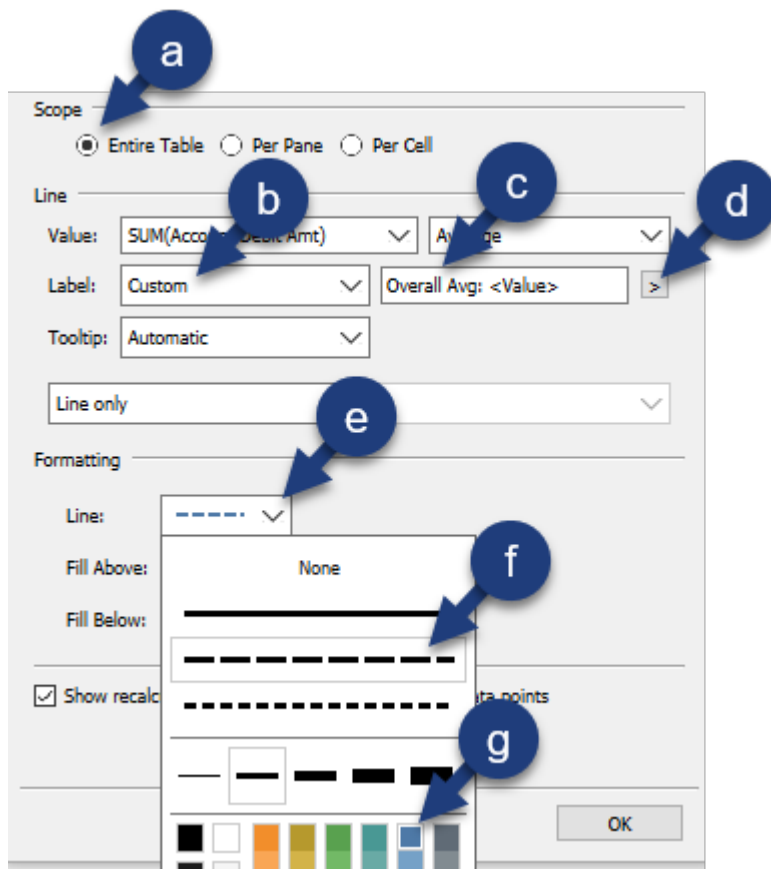 a
Scope
Entire Table Per Pane Per Cell
b
c
d
Line
Value: SUM(Accou Debit Amt)
Label: Custom Overall Avg: <Value> >
Tooltip: Automatic
Line only
e
Formatting
Line:
Fill Above: None
f
Fill Below:
Show recalc ta points
g
OK